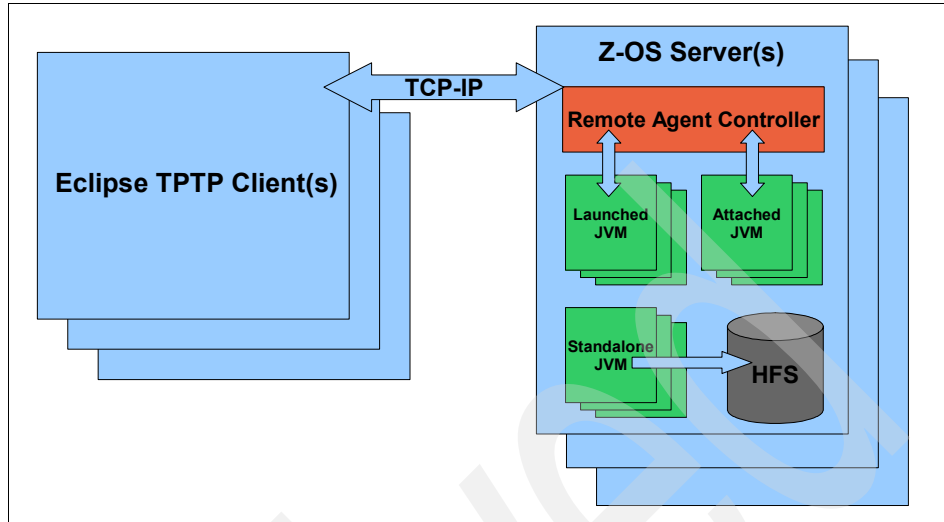 Z-OS Server(s)
TCP-IP
Remote Agent Controller
Eclipse TPTP Client(s)
Launched
JVM
Attached
JVM
Standalone
JVM
HFS